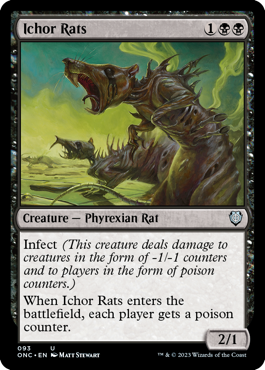 Ichor Rats 1
Creature — Phyrexian Rat
Infect (This creature deals damage to
creatures in the form of -1/-1 counters
and to players in the form of poison
counters.)
When Ichor Rats enters the
battlefield, each player gets a poison
counter.
2/1
093 U
ONC • EN Matt Stewart
™ & © 2023 Wizards of the Coast